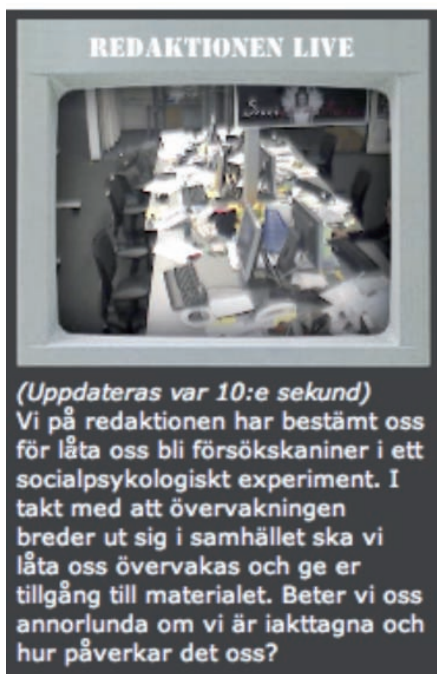 REDAKTIONEN LIVE
(Uppdateras var 10:e sekund)
Vi på redaktionen har bestämt oss
för låta oss bli försökskaniner i ett
socialpsykologiskt experiment. I
takt med att övervakningen
breder ut sig i samhället ska vi
låta oss övervakas och ge er
tillgång till materialet. Beter vi oss
annorlunda om vi är iakttagna och
hur påverkar det oss?